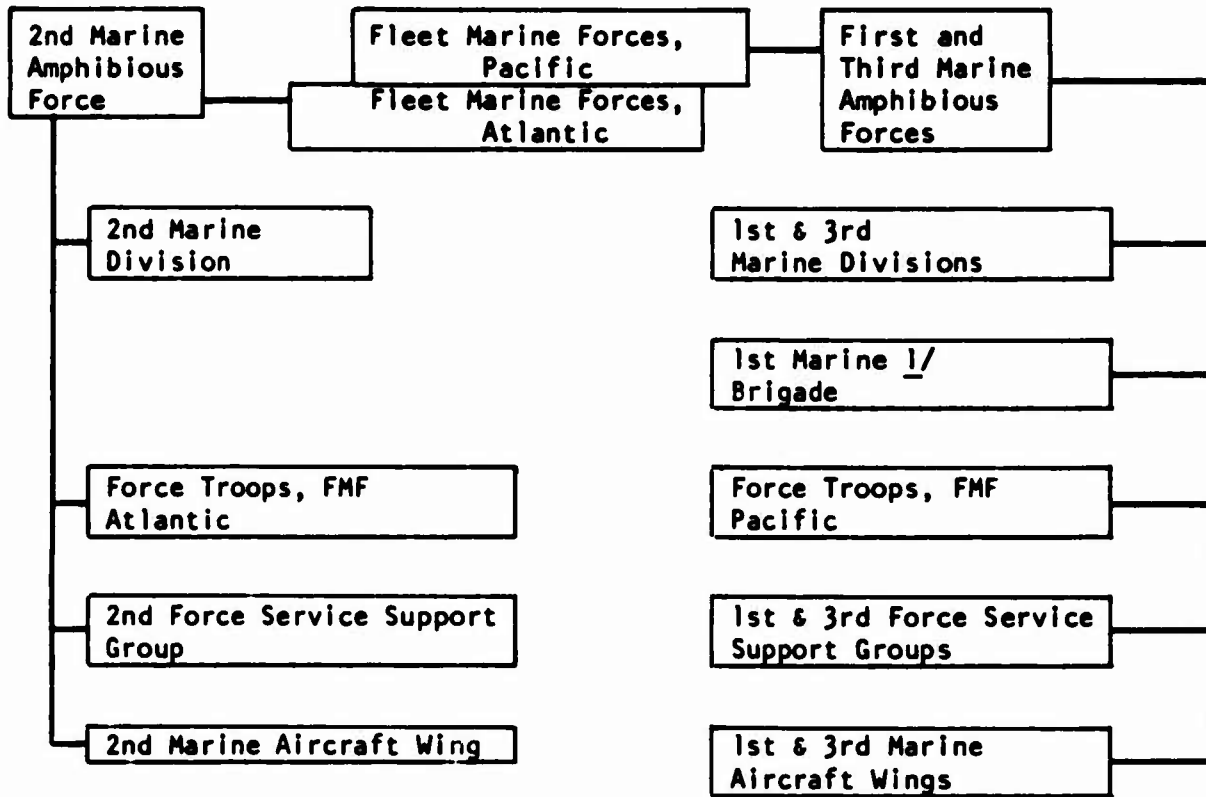 2nd Marine
Amphibious
Force
Fleet Marine Forces,
Pacific
Fleet Marine Forces,
Atlantic
First and
Third Marine
Amphibious
Forces
2nd Marine
Division
1st & 3rd
Marine Divisions
1st Marine 1/
Brigade
Force Troops, FMF
Atlantic
Force Troops, FMF
Pacific
2nd Force Service Support
Group
1st & 3rd Force Service
Support Groups
2nd Marine Aircraft Wing
1st & 3rd Marine
Aircraft Wings